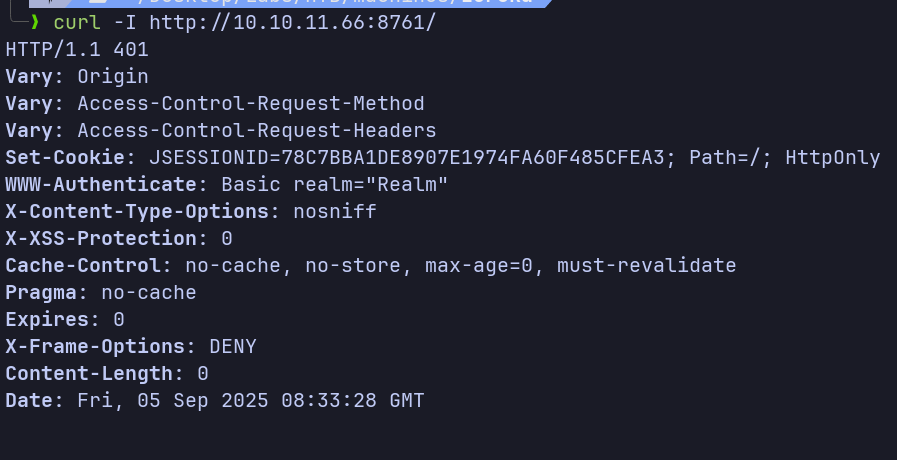 curl -I http://10.10.11.66:8761/
HTTP/1.1 401
Vary: Origin
Vary: Access-Control-Request-Method
Vary: Access-Control-Request-Headers
Set-Cookie: JSESSIONID=78C7BBA1DE8907E1974FA60F485CFEA3; Path=/; HttpOnly
WWW-Authenticate: Basic realm="Realm"
X-Content-Type-Options: nosniff
X-XSS-Protection: 0
Cache-Control: no-cache, no-store, max-age=0, must-revalidate
Pragma: no-cache
Expires: 0
X-Frame-Options: DENY
Content-Length: 0
Date: Fri, 05 Sep 2025 08:33:28 GMT